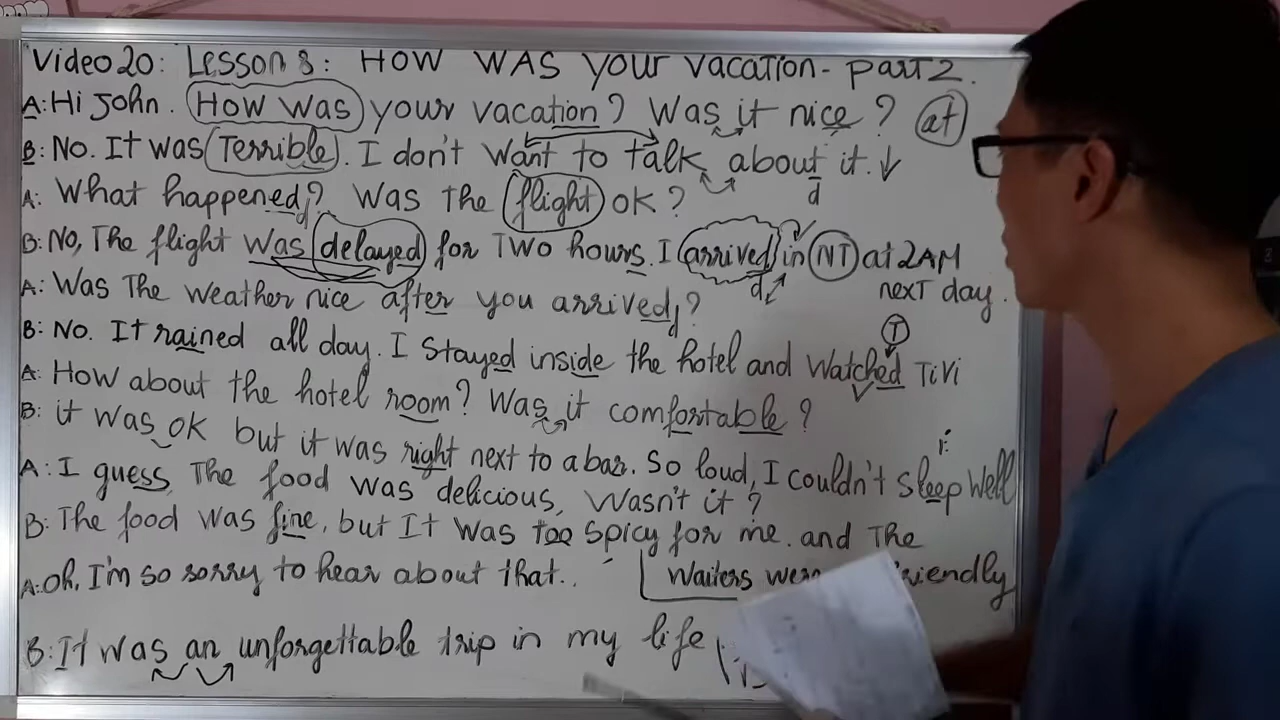 Video 20: Lesson 8: HOW WAS YOUR VACATION - PART 2.
A: Hi John. How was your vacation? Was it nice? at
B: No. It was Terrible. I don't want to talk about it.
d
A: What happened? Was the flight OK?
d
B: No, The flight was delayed for Two hours. I arrived in NT at 2AM
next day.
d
A: Was The weather nice after you arrived?
d
T
B: No. It rained all day. I stayed inside the hotel and watched TiVi
A: How about the hotel room? Was it comfortable?
B: it was OK but it was right next to a bar. So loud, I couldn't sleep well
A: I guess The food was delicious, wasn't it?
B: The food was fine, but It was too spicy for me. and The
waiters friendly
A: Oh, I'm so sorry to hear about that..
B: It was an unforgettable trip in my life